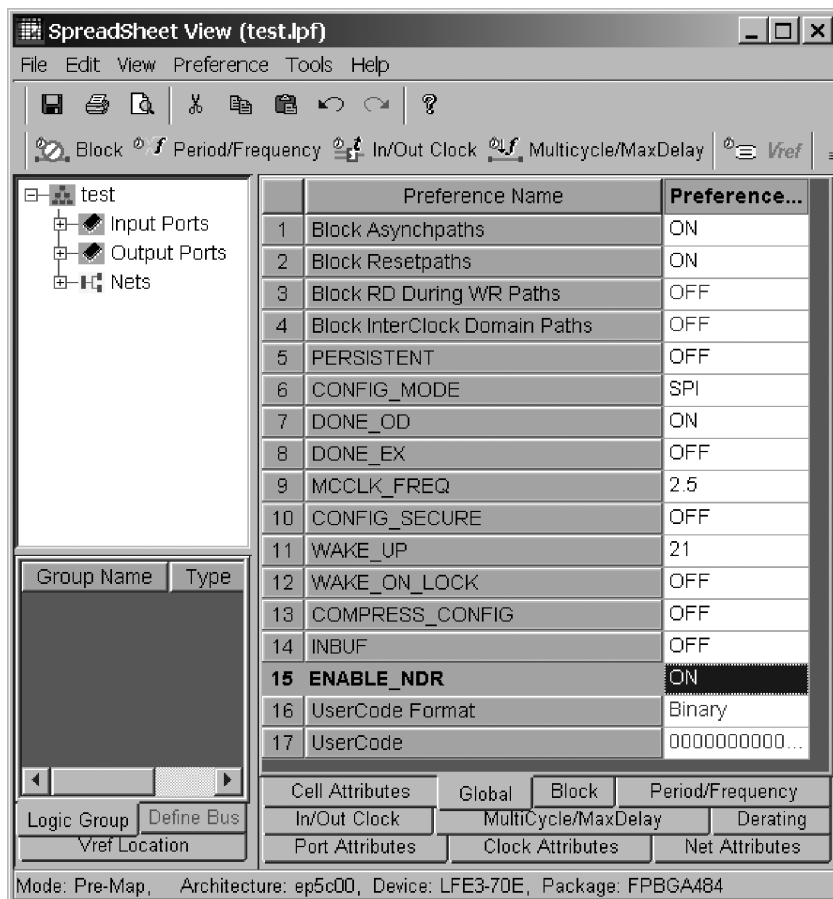 SpreadSheet View (test.lpf)
File Edit View Preference Tools Help
Block Period/Frequency In/Out Clock Multicycle/MaxDelay Vref
test
Input Ports
Output Ports
Nets
Group Name Type
Logic Group Define Bus
Vref Location
Preference Name Preference...
1 Block Asynchpaths ON
2 Block Resetpaths ON
3 Block RD During WR Paths OFF
4 Block InterClock Domain Paths OFF
5 PERSISTENT OFF
6 CONFIG_MODE SPI
7 DONE_OD ON
8 DONE_EX OFF
9 MCCLK_FREQ 2.5
10 CONFIG_SECURE OFF
11 WAKE_UP 21
12 WAKE_ON_LOCK OFF
13 COMPRESS_CONFIG OFF
14 INBUF OFF
15 ENABLE_NDR ON
16 UserCode Format Binary
17 UserCode 0000000000...
Cell Attributes Global Block Period/Frequency
In/Out Clock MultiCycle/MaxDelay Derating
Port Attributes Clock Attributes Net Attributes
Mode: Pre-Map, Architecture: ep5c00, Device: LFE3-70E, Package: FPBGA484